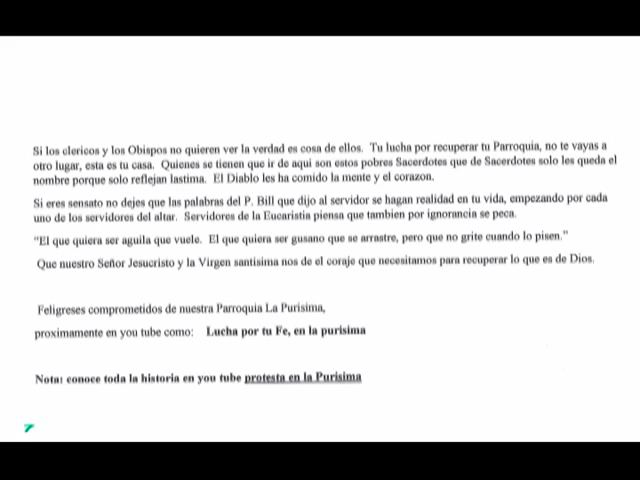 Si los clericos y los Obispos no quieren ver la verdad es cosa de ellos. Tu lucha por recuperar tu Parroquia, no te vayas a
otro lugar, esta es tu casa. Quienes se tienen que ir de aqui son estos pobres Sacerdotes que de Sacerdotes solo les queda el
nombre porque solo reflejan lastima. El Diablo les ha comido la mente y el corazon.
Si eres sensato no dejes que las palabras del P. Bill que dijo al servidor se hagan realidad en tu vida, empezando por cada
uno de los servidores del altar. Servidores de la Eucaristia piensa que tambien por ignorancia se peca.
"El que quiera ser aguila que vuele. El que quiera ser gusano que se arrastre, pero que no grite cuando lo pisen."
Que nuestro Señor Jesucristo y la Virgen santisima nos de el coraje que necesitamos para recuperar lo que es de Dios.
Feligreses comprometidos de nuestra Parroquia La Purisima,
proximamente en you tube como: Lucha por tu Fe, en la purisima
Nota: conoce toda la historia en you tube protesta en la Purisima
7